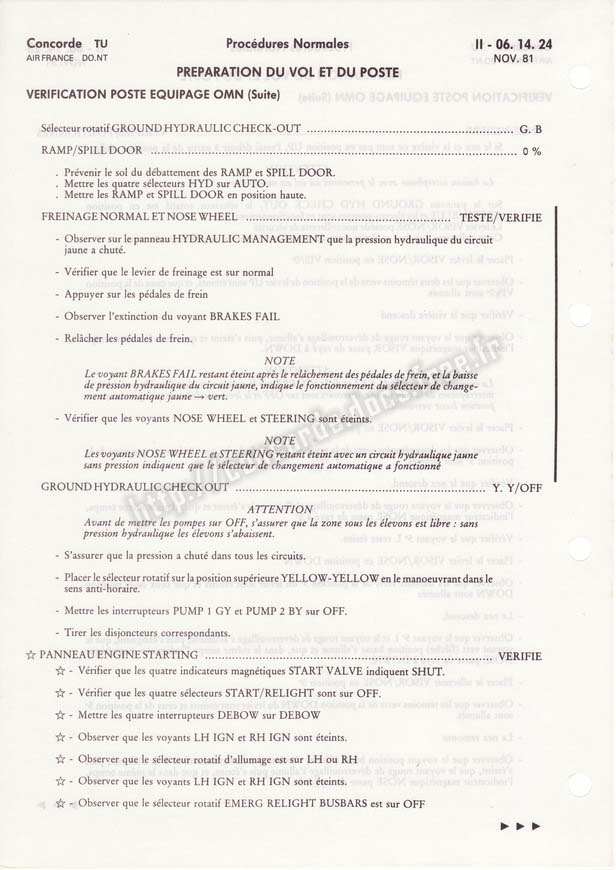 Concorde TU Procédures Normales II - 06. 14. 24
AIR FRANCE DO.NT NOV. 81
PREPARATION DU VOL ET DU POSTE
VERIFICATION POSTE EQUIPAGE OMN (Suite)
Sélecteur rotatif GROUND HYDRAULIC CHECK-OUT ........ G. B
RAMP/SPILL DOOR ........ 0 %
. Prévenir le sol du débattement des RAMP et SPILL DOOR.
. Mettre les quatre sélecteurs HYD sur AUTO.
. Mettre les RAMP et SPILL DOOR en position haute.
FREINAGE NORMAL ET NOSE WHEEL ........ TESTE/VERIFIE
- Observer sur le panneau HYDRAULIC MANAGEMENT que la pression hydraulique du circuit
jaune a chuté.
- Vérifier que le levier de freinage est sur normal
- Appuyer sur les pédales de frein
- Observer l'extinction du voyant BRAKES FAIL
- Relâcher les pédales de frein.
NOTE
Le voyant BRAKES FAIL restant éteint après le relâchement des pédales de frein, et la baisse
de pression hydraulique du circuit jaune, indique le fonctionnement du sélecteur de change-
ment automatique jaune → vert.
- Vérifier que les voyants NOSE WHEEL et STEERING sont éteints.
NOTE
Les voyants NOSE WHEEL et STEERING restant éteint avec un circuit hydraulique jaune
sans pression indiquent que le sélecteur de changement automatique a fonctionné
GROUND HYDRAULIC CHECK OUT ........ Y. Y/OFF
ATTENTION
Avant de mettre les pompes sur OFF, s'assurer que la zone sous les élevons est libre : sans
pression hydraulique les élevons s'abaissent.
- S'assurer que la pression a chuté dans tous les circuits.
- Placer le sélecteur rotatif sur la position supérieure YELLOW-YELLOW en le manoeuvrant dans le
sens anti-horaire.
- Mettre les interrupteurs PUMP 1 GY et PUMP 2 BY sur OFF.
- Tirer les disjoncteurs correspondants.
☆ PANNEAU ENGINE STARTING ........ VERIFIE
☆ - Vérifier que les quatre indicateurs magnétiques START VALVE indiquent SHUT.
☆ - Vérifier que les quatre sélecteurs START/RELIGHT sont sur OFF.
☆ - Mettre les quatre interrupteurs DEBOW sur DEBOW
☆ - Observer que les voyants LH IGN et RH IGN sont éteints.
☆ - Observer que le sélecteur rotatif d'allumage est sur LH ou RH
☆ - Observer que les voyants LH IGN et RH IGN sont éteints.
☆ - Observer que le sélecteur rotatif EMERG RELIGHT BUSBARS est sur OFF
► ► ►